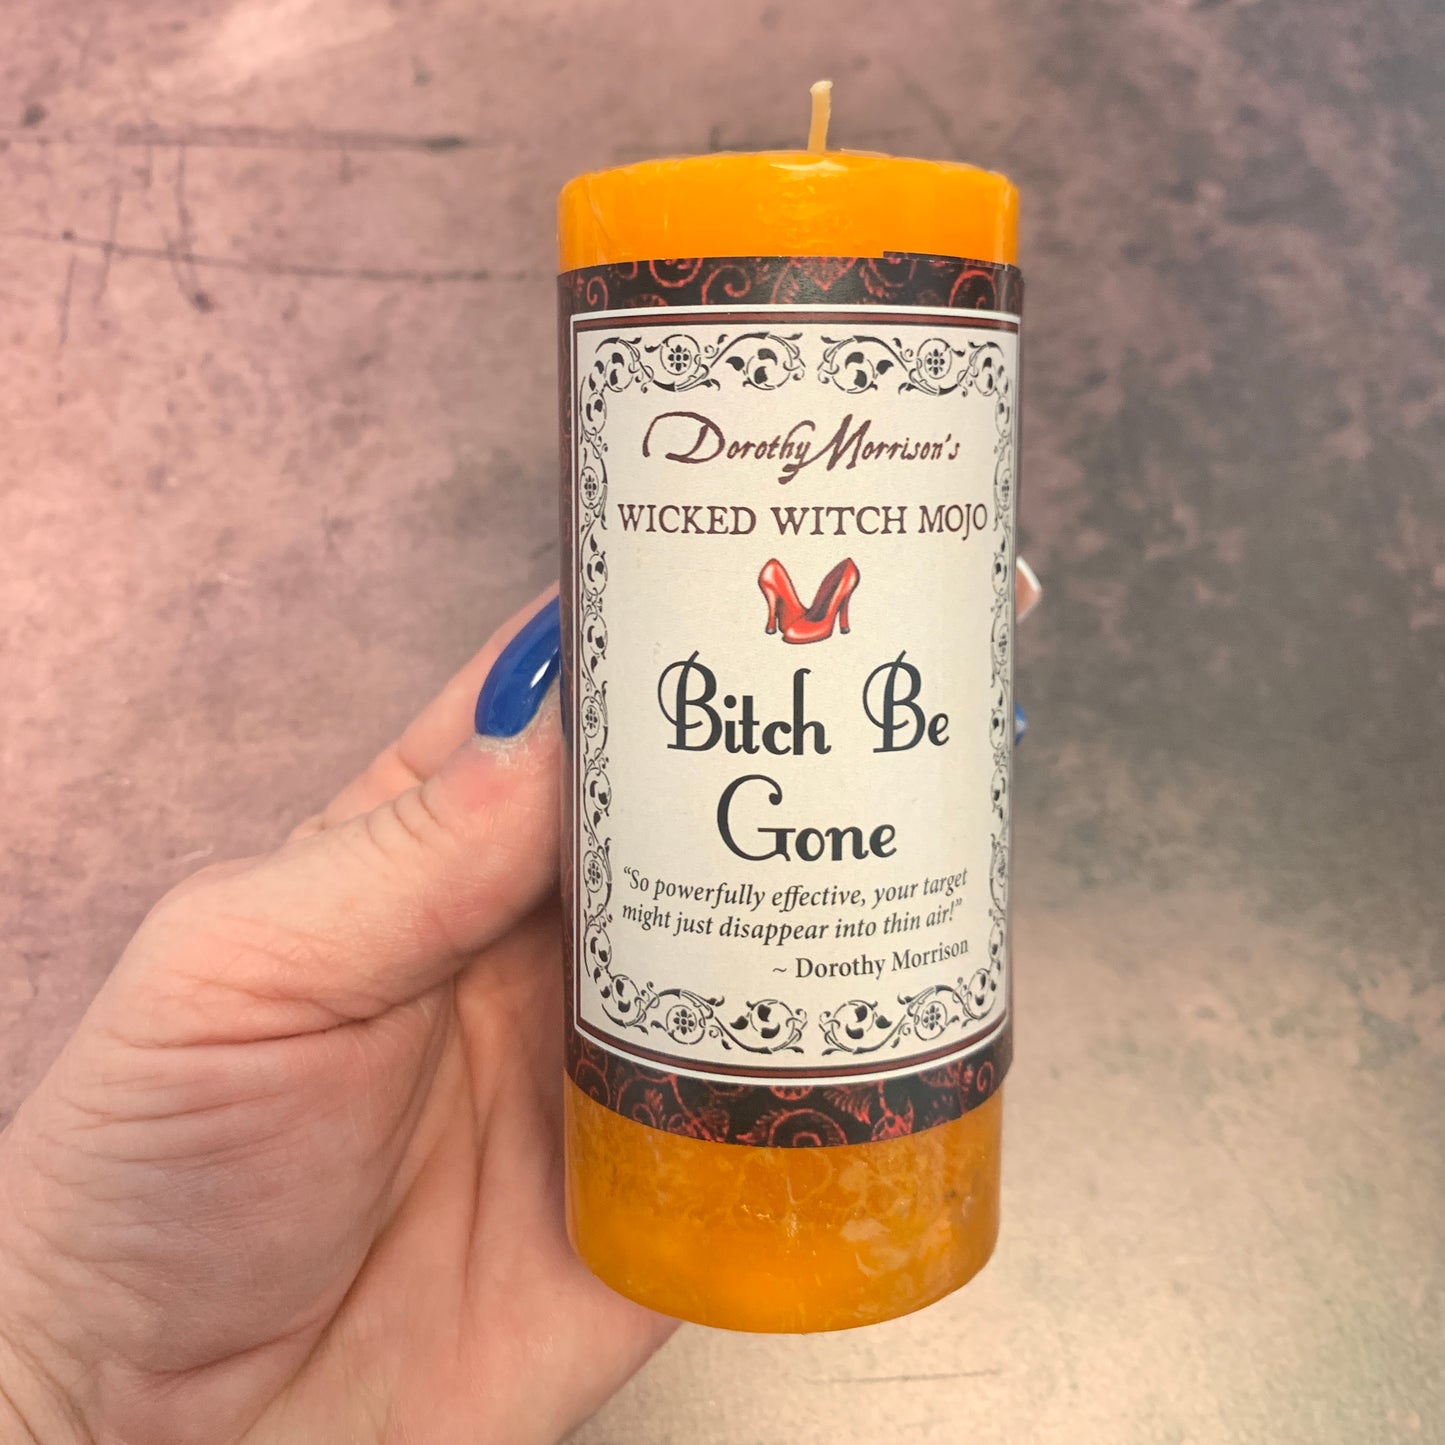 Dorothy Morrison's
WICKED WITCH MOJO
Bitch Be
Gone
“So powerfully effective, your target
might just disappear into thin air!”
~ Dorothy Morrison